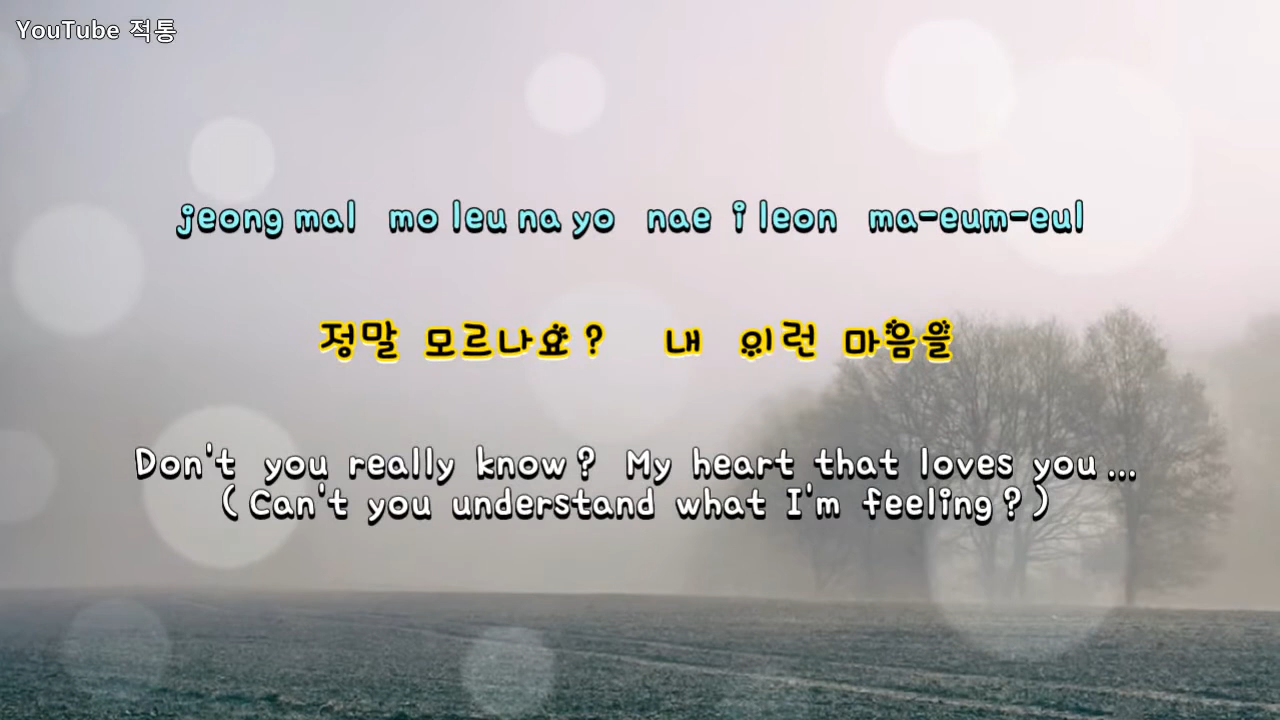 YouTube 적통
jeong mal mo leu na yo nae i leon ma-eum-eul
정말 모르나요? 내 이런 마음을
Don't you really know? My heart that loves you...
(Can't you understand what I'm feeling?)